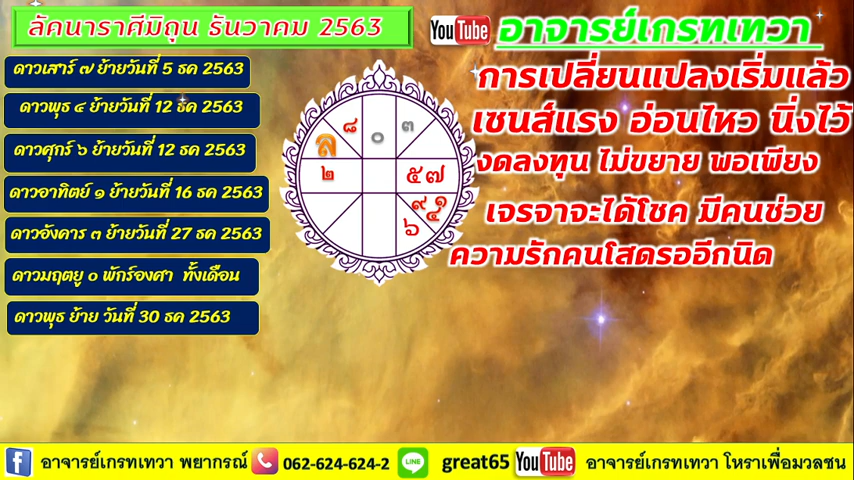 ลัคนาราศีมิถุน ธันวาคม 2563
YouTube อาจารย์เกรทเทวา
ดาวเสาร์ ๗ ย้ายวันที่ 5 ธค 2563
ดาวพุธ ๔ ย้ายวันที่ 12 ธค 2563
ดาวศุกร์ ๖ ย้ายวันที่ 12 ธค 2563
ดาวอาทิตย์ ๑ ย้ายวันที่ 16 ธค 2563
ดาวอังคาร ๓ ย้ายวันที่ 27 ธค 2563
ดาวมฤตยู ๐ พักร์องศา ทั้งเดือน
ดาวพุธ ย้าย วันที่ 30 ธค 2563
๘ ๐ ๓
ล
๒ ๕๗
๙ ๑
๔
๖
การเปลี่ยนแปลงเริ่มแล้ว
เซนส์แรง อ่อนไหว นิ่งไว้
งดลงทุน ไม่ขยาย พอเพียง
เจรจาจะได้โชค มีคนช่วย
ความรักคนโสดรออีกนิด
อาจารย์เกรทเทวา พยากรณ์ 062-624-624-2 LINE great65 YouTube อาจารย์เกรทเทวา โหราเพื่อมวลชน